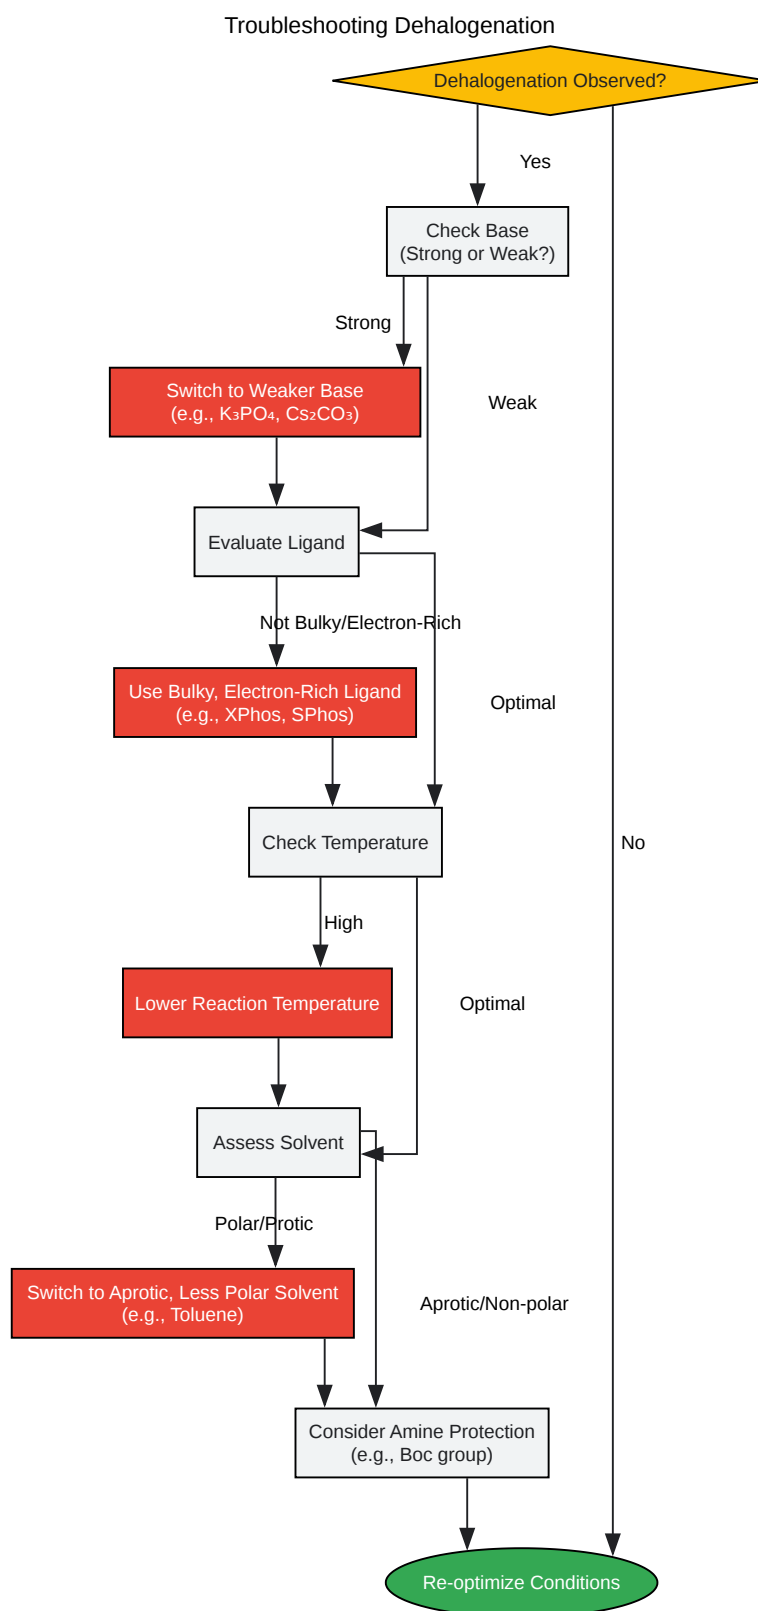 Troubleshooting Dehalogenation
Dehalogenation Observed?
Yes
Check Base
(Strong or Weak?)
Strong
Switch to Weaker Base
(e.g., K₃PO₄, Cs₂CO₃)
Weak
Evaluate Ligand
Not Bulky/Electron-Rich
Use Bulky, Electron-Rich Ligand
(e.g., XPhos, SPhos)
Optimal
Check Temperature
No
High
Lower Reaction Temperature
Optimal
Assess Solvent
Polar/Protic
Switch to Aprotic, Less Polar Solvent
(e.g., Toluene)
Aprotic/Non-polar
Consider Amine Protection
(e.g., Boc group)
Re-optimize Conditions